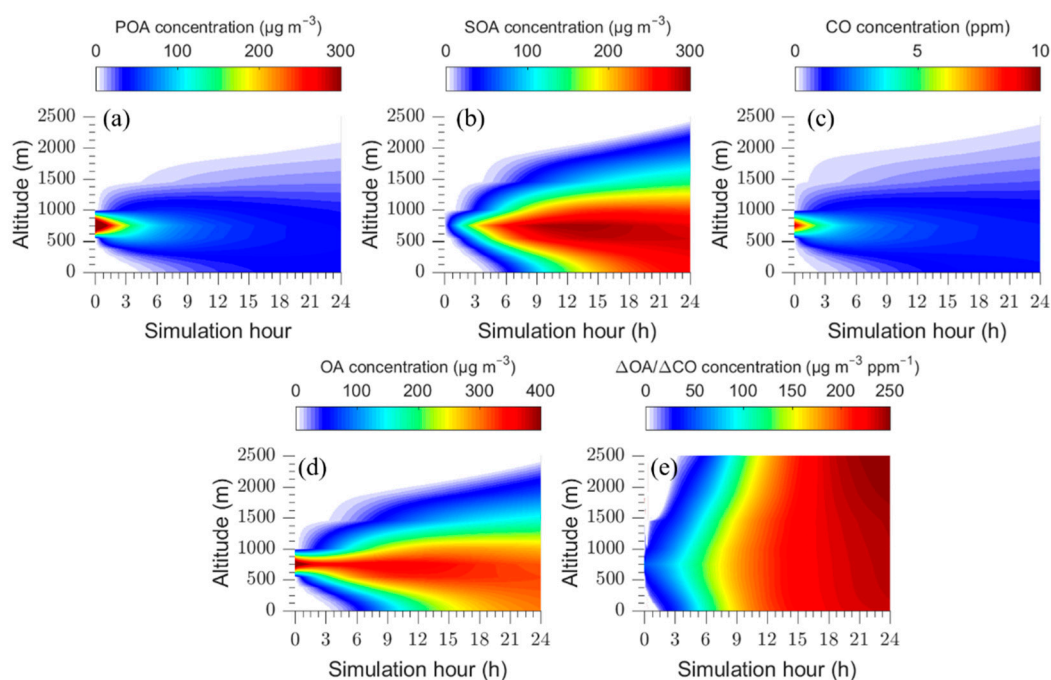 POA concentration (μg m⁻³) SOA concentration (μg m⁻³) CO concentration (ppm)
0 100 200 300 0 100 200 300 0 5 10
(a) (b) (c)
Altitude (m) Altitude (m) Altitude (m)
2500 2500 2500
2000 2000 2000
1500 1500 1500
1000 1000 1000
500 500 500
0 0 0
0 3 6 9 12 15 18 21 24 0 3 6 9 12 15 18 21 24 0 3 6 9 12 15 18 21 24
Simulation hour Simulation hour (h) Simulation hour (h)
OA concentration (μg m⁻³) ΔOA/ΔCO concentration (μg m⁻³ ppm⁻¹)
0 100 200 300 400 0 50 100 150 200 250
(d) (e)
Altitude (m) Altitude (m)
2500 2500
2000 2000
1500 1500
1000 1000
500 500
0 0
0 3 6 9 12 15 18 21 24 0 3 6 9 12 15 18 21 24
Simulation hour (h) Simulation hour (h)